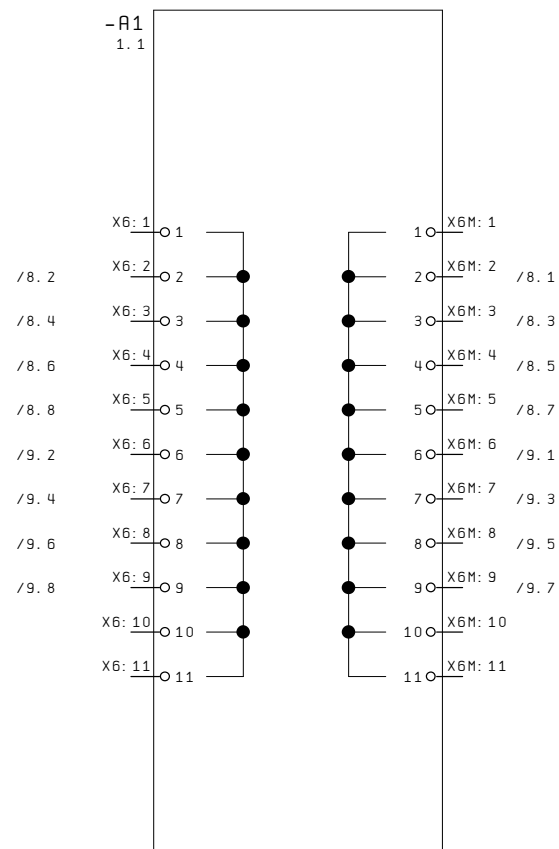 -A1
1.1
X6:1 1 1 X6M:1
/8.2 X6:2 2 2 X6M:2 /8.1
/8.4 X6:3 3 3 X6M:3 /8.3
/8.6 X6:4 4 4 X6M:4 /8.5
/8.8 X6:5 5 5 X6M:5 /8.7
/9.2 X6:6 6 6 X6M:6 /9.1
/9.4 X6:7 7 7 X6M:7 /9.3
/9.6 X6:8 8 8 X6M:8 /9.5
/9.8 X6:9 9 9 X6M:9 /9.7
X6:10 10 10 X6M:10
X6:11 11 11 X6M:11